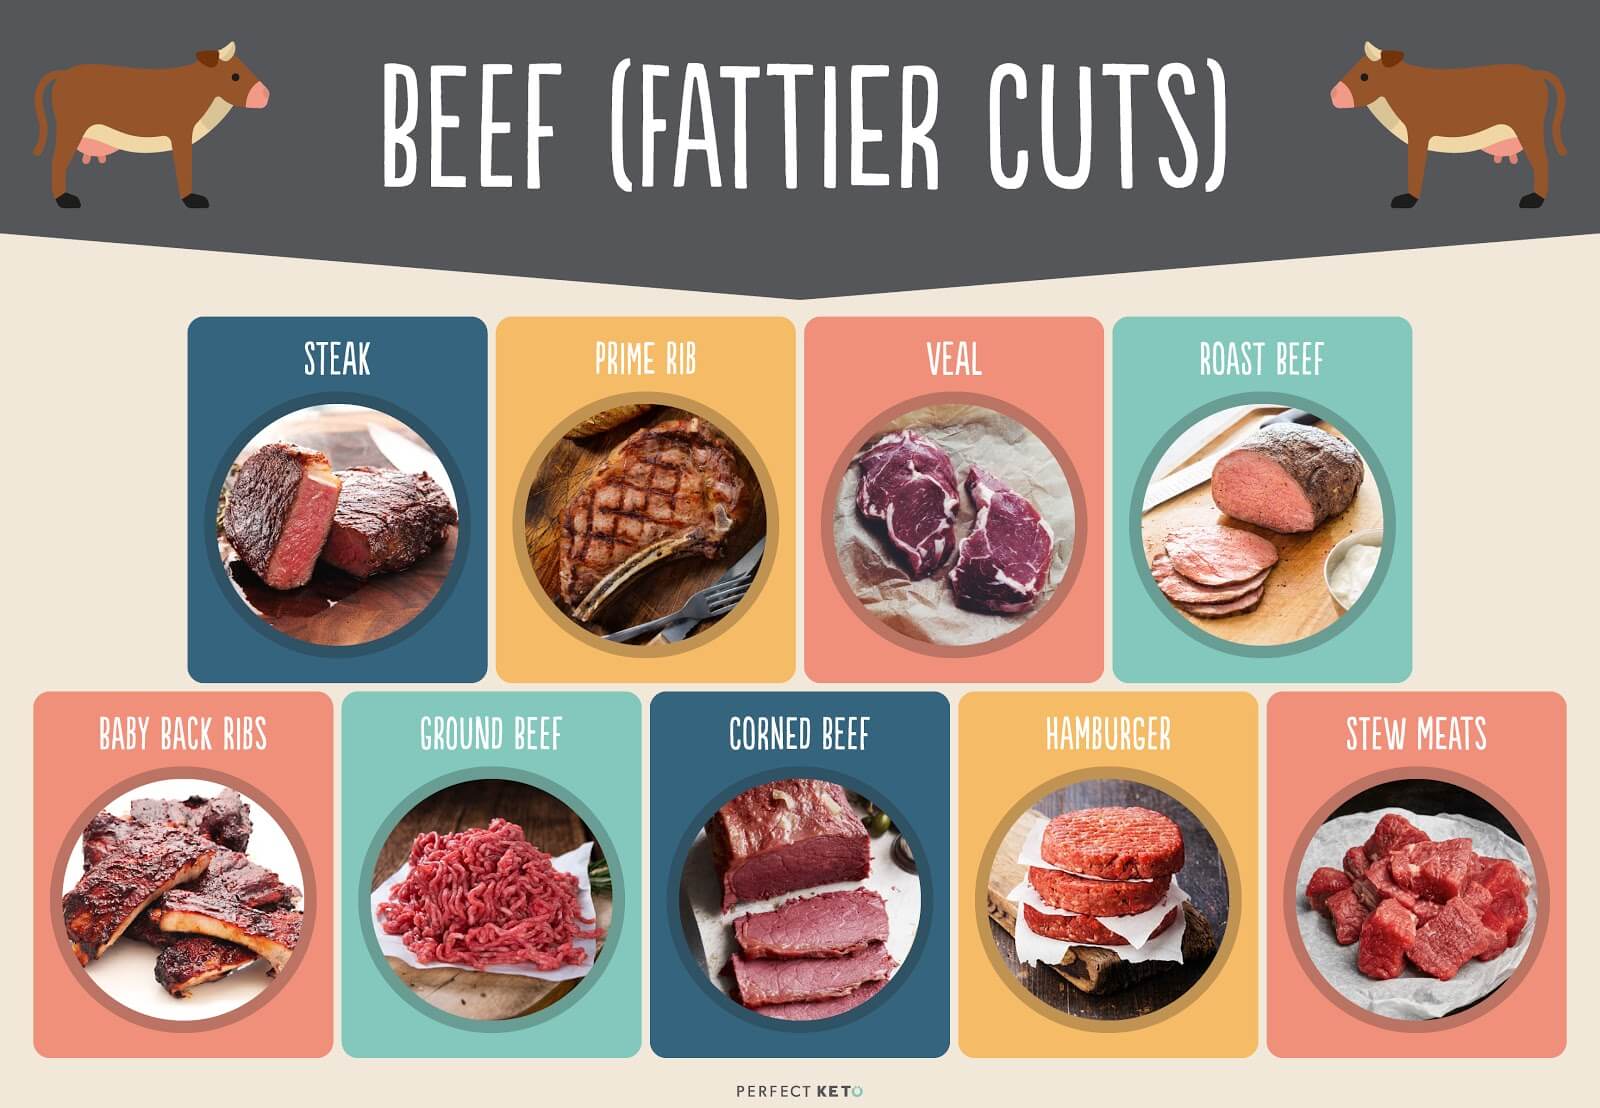 BEEF (FATTIER CUTS)
STEAK
PRIME RIB
VEAL
ROAST BEEF
BABY BACK RIBS
GROUND BEEF
CORNED BEEF
HAMBURGER
STEW MEATS
PERFECT KETO